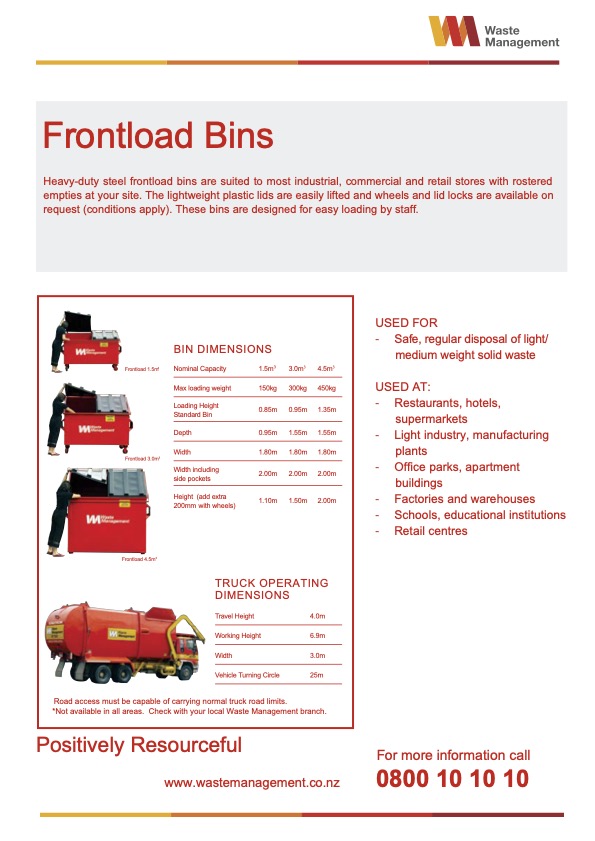 Waste
Management
Frontload Bins
Heavy-duty steel frontload bins are suited to most industrial, commercial and retail stores with rostered
empties at your site. The lightweight plastic lids are easily lifted and wheels and lid locks are available on
request (conditions apply). These bins are designed for easy loading by staff.
Waste
Management
Frontload 1.5m³
Waste
Management
Frontload 3.0m³
Waste
Management
Frontload 4.5m³
BIN DIMENSIONS
Nominal Capacity 1.5m³ 3.0m³ 4.5m³
Max loading weight 150kg 300kg 450kg
Loading Height
Standard Bin 0.85m 0.95m 1.35m
Depth 0.95m 1.55m 1.55m
Width 1.80m 1.80m 1.80m
Width including
side pockets 2.00m 2.00m 2.00m
Height (add extra
200mm with wheels) 1.10m 1.50m 2.00m
TRUCK OPERATING
DIMENSIONS
Travel Height 4.0m
Working Height 6.9m
Width 3.0m
Vehicle Turning Circle 25m
Road access must be capable of carrying normal truck road limits.
*Not available in all areas. Check with your local Waste Management branch.
USED FOR
- Safe, regular disposal of light/
medium weight solid waste
USED AT:
- Restaurants, hotels,
supermarkets
- Light industry, manufacturing
plants
- Office parks, apartment
buildings
- Factories and warehouses
- Schools, educational institutions
- Retail centres
Positively Resourceful
www.wastemanagement.co.nz
For more information call
0800 10 10 10